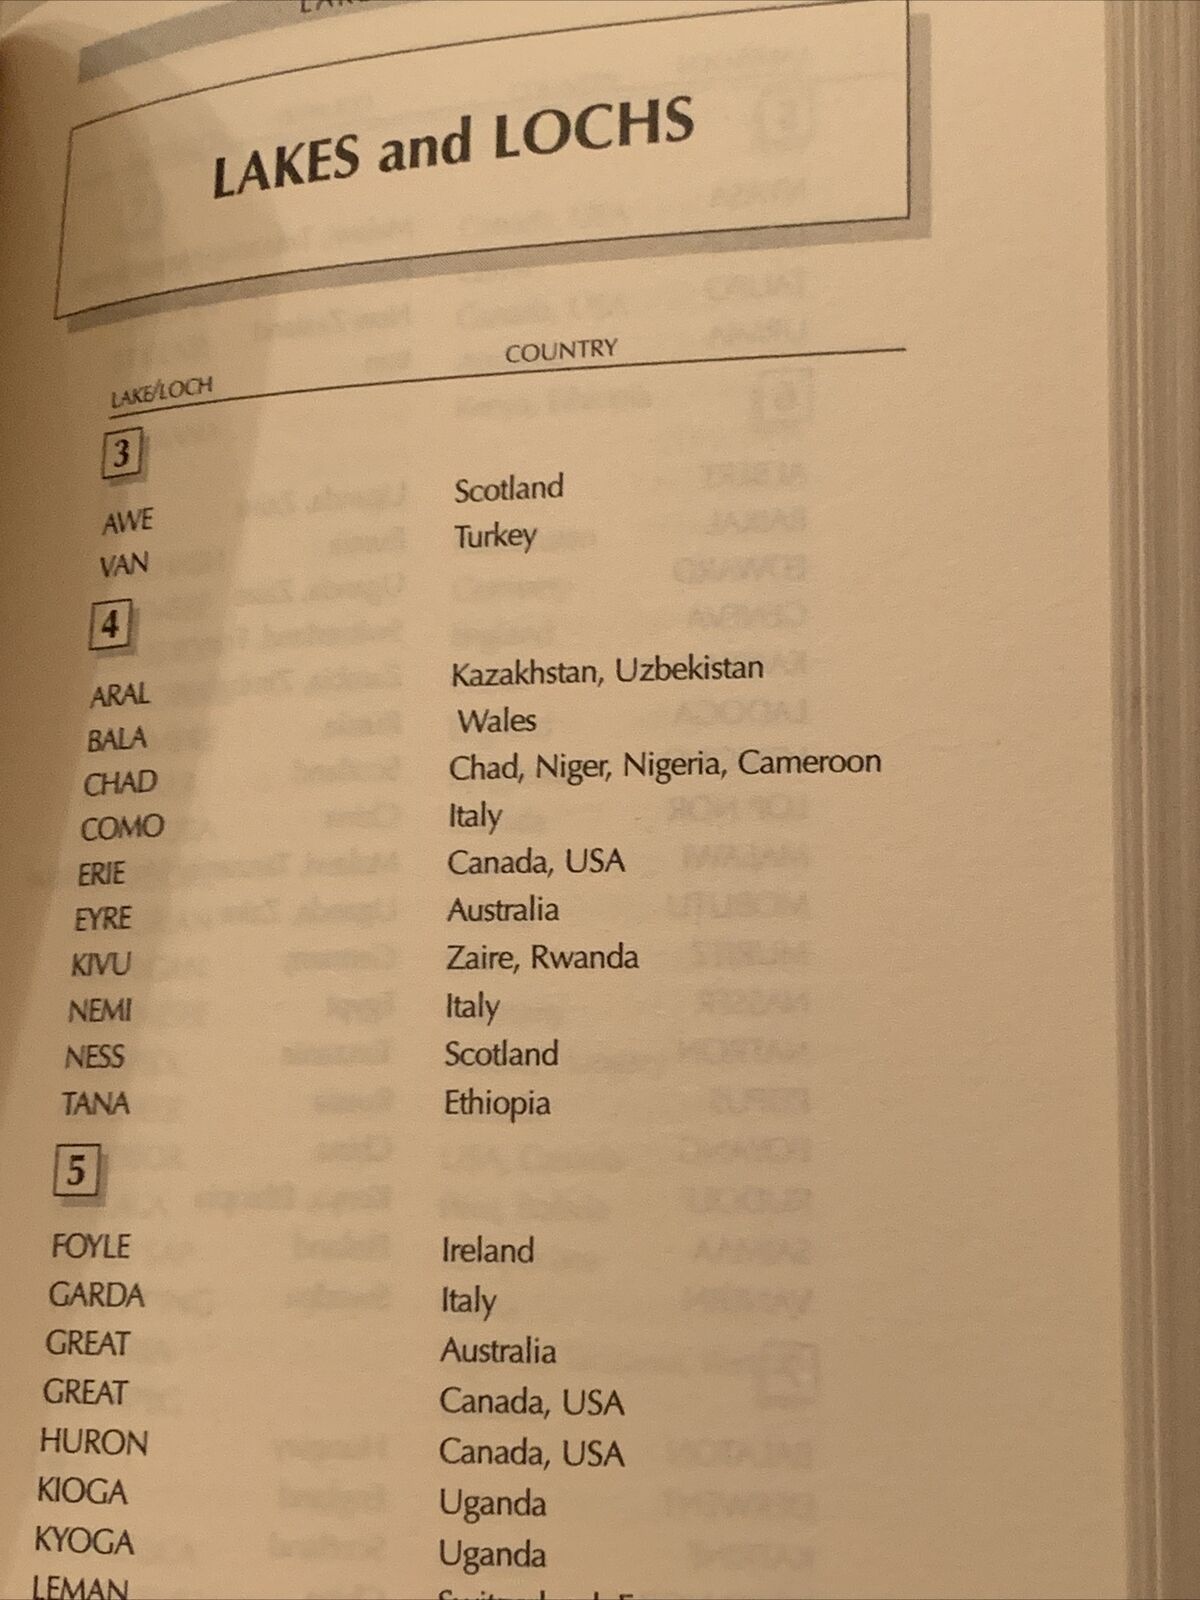 LAKES and LOCHS
LAKE/LOCH COUNTRY
3
AWE Scotland
VAN Turkey
4
ARAL Kazakhstan, Uzbekistan
BALA Wales
CHAD Chad, Niger, Nigeria, Cameroon
COMO Italy
ERIE Canada, USA
EYRE Australia
KIVU Zaire, Rwanda
NEMI Italy
NESS Scotland
TANA Ethiopia
5
FOYLE Ireland
GARDA Italy
GREAT Australia
GREAT Canada, USA
HURON Canada, USA
KIOGA Uganda
KYOGA Uganda
LEMAN